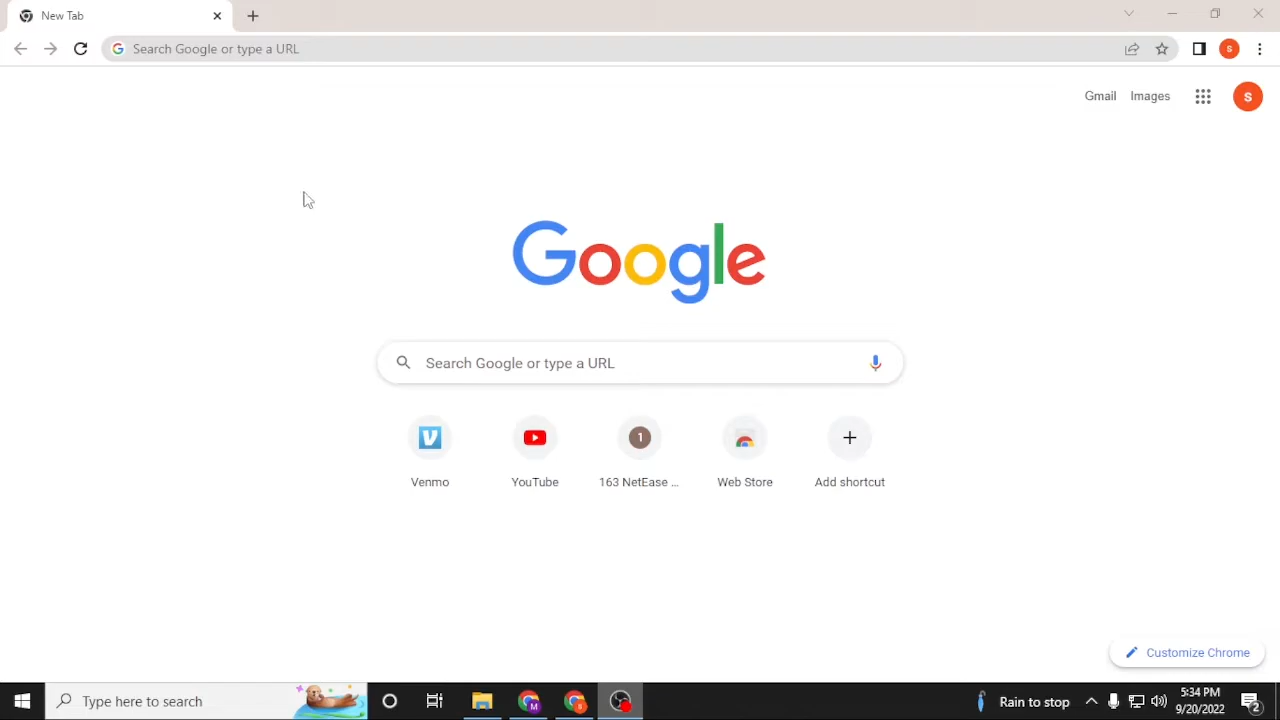 New Tab
Search Google or type a URL
S
Gmail
Images
S
Google
Search Google or type a URL
1
Venmo
YouTube
163 NetEase ...
Web Store
Add shortcut
Customize Chrome
Type here to search
M
S
Rain to stop
5:34 PM
9/20/2022
2